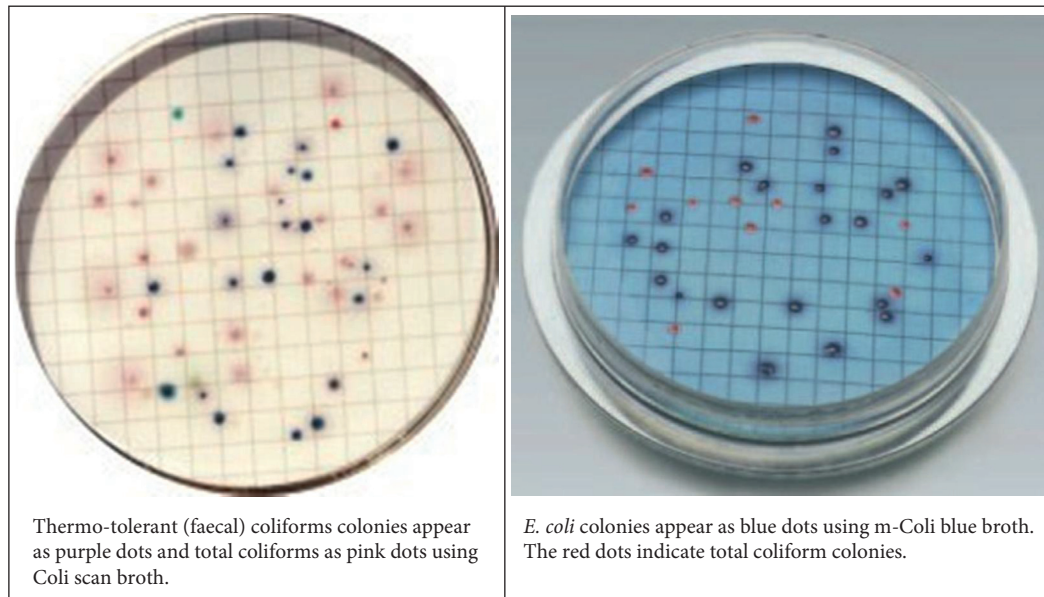 Thermo-tolerant (faecal) coliforms colonies appear
as purple dots and total coliforms as pink dots using
Coli scan broth.
E. coli colonies appear as blue dots using m-Coli blue broth.
The red dots indicate total coliform colonies.